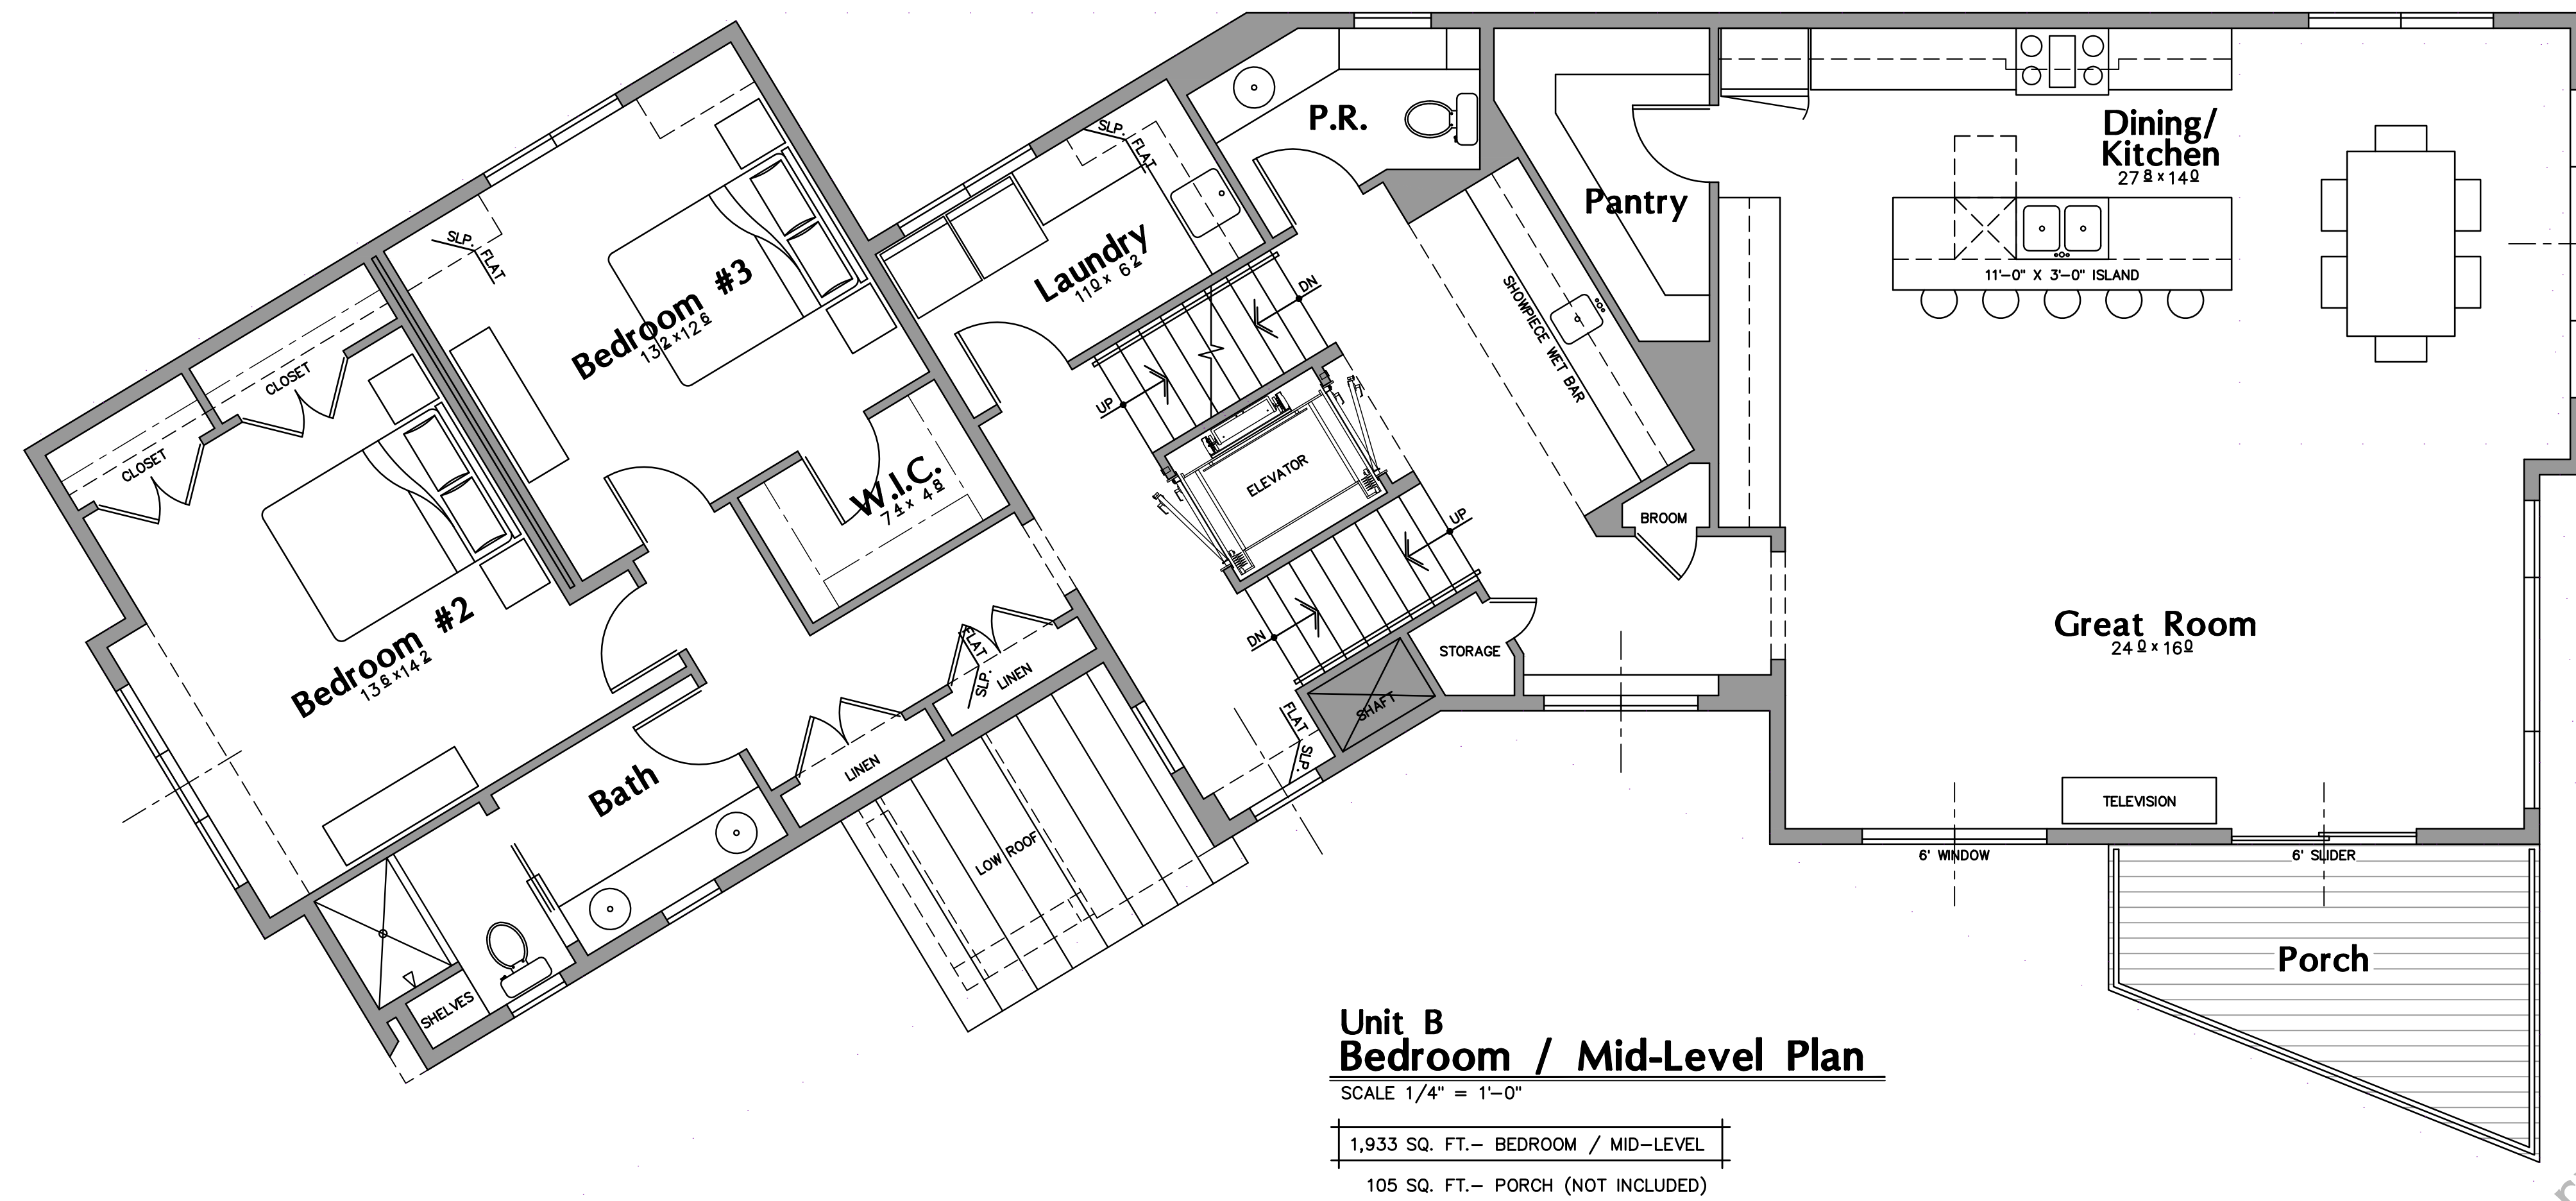 P.R.
Pantry
Dining/
Kitchen
27 8 x 14 0
11'-0" X 3'-0" ISLAND
SLP.
FLAT
Laundry
11 0 x 6 2
DN
UP
SHOWPIECE WET BAR
ELEVATOR
SLP.
FLAT
Bedroom #3
13 2 x 12 6
CLOSET
CLOSET
W.I.C.
7 4 x 4 8
BROOM
UP
DN
STORAGE
SHAFT
FLAT
SLP.
Bedroom #2
13 6 x 14 2
FLAT
SLP.
LINEN
LINEN
Bath
SHELVES
LOW ROOF
Great Room
24 0 x 16 0
TELEVISION
6' WINDOW
6' SLIDER
Porch
Unit B
Bedroom / Mid-Level Plan
SCALE 1/4" = 1'-0"
1,933 SQ. FT.- BEDROOM / MID-LEVEL
105 SQ. FT.- PORCH (NOT INCLUDED)